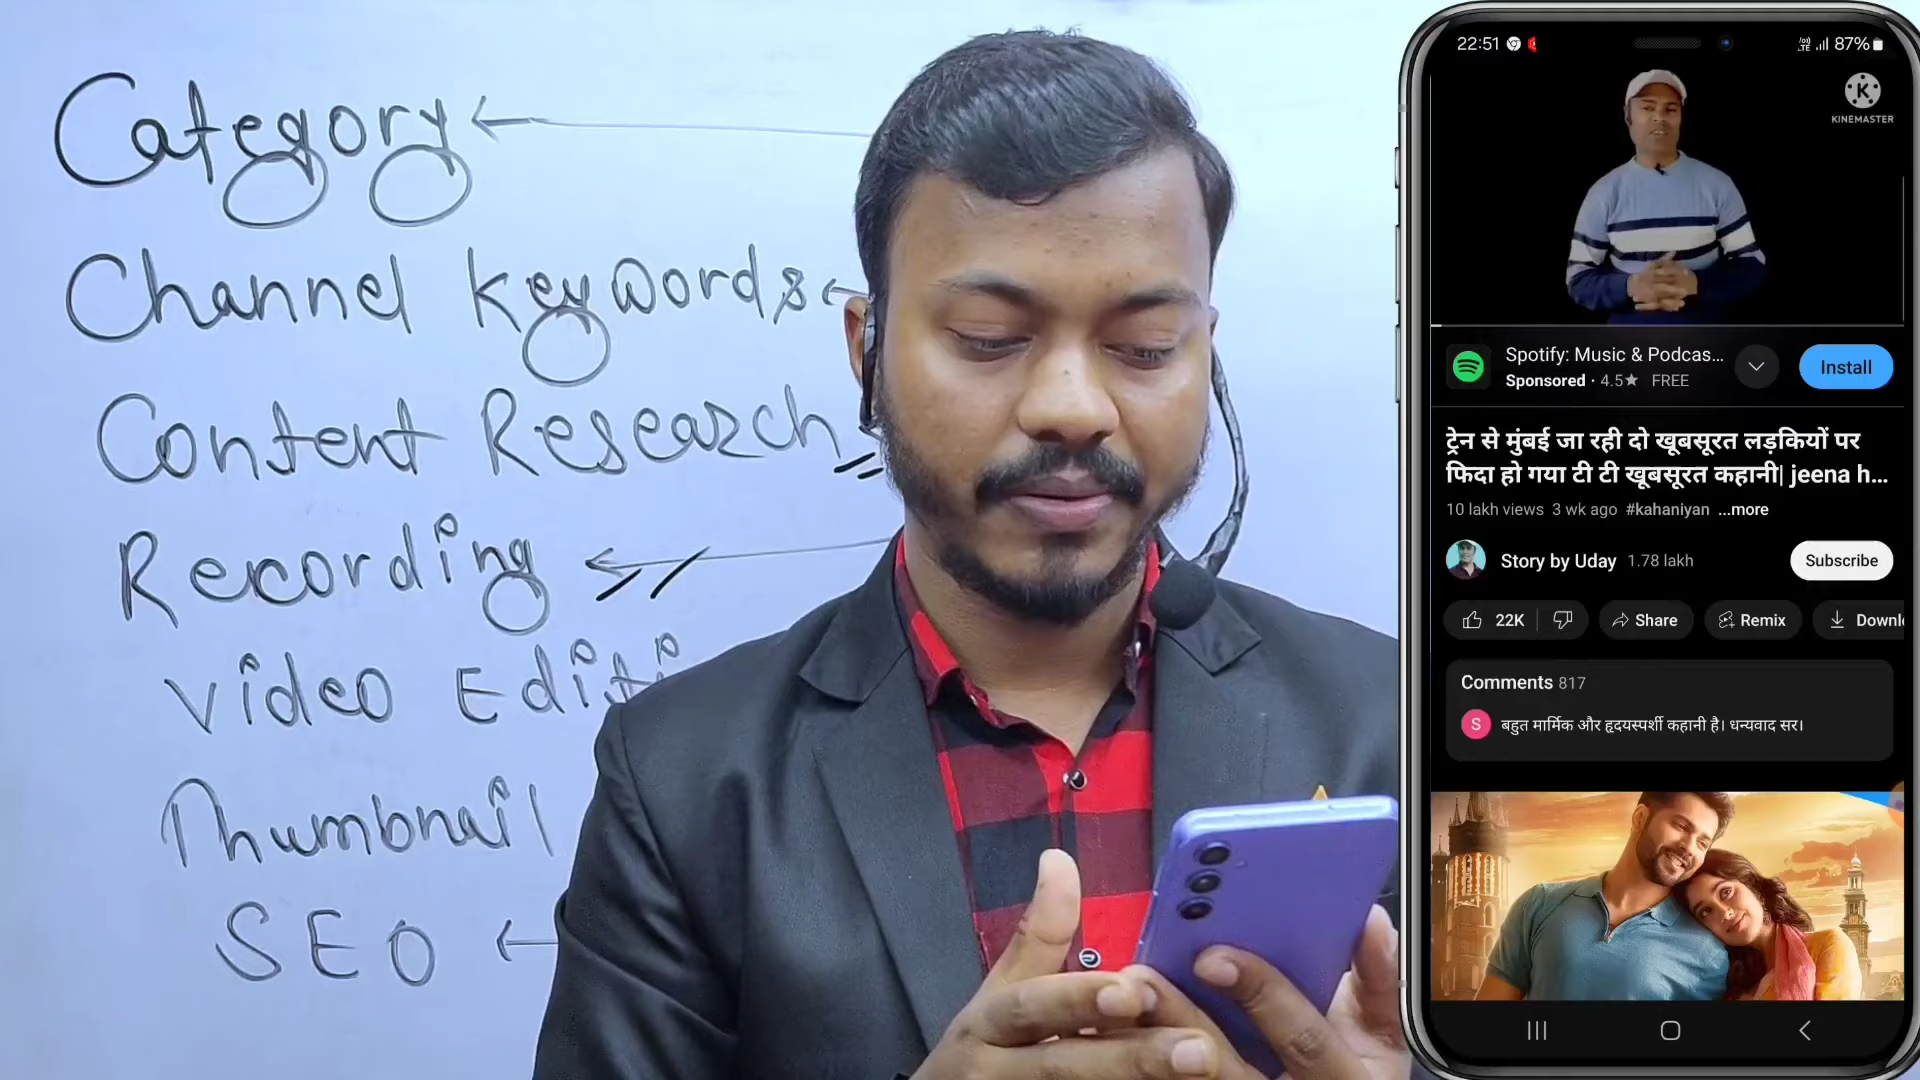 Category
Channel Keywords
Content Research
Recording
Video Editi
Thumbnail
SEO
22:51
87%
K
KINEMASTER
Spotify: Music & Podcas...
Sponsored · 4.5★ FREE
Install
ट्रेन से मुंबई जा रही दो खूबसूरत लड़कियों पर
फिदा हो गया टी टी खूबसूरत कहानी| jeena h...
10 lakh views 3 wk ago #kahaniyan ...more
Story by Uday 1.78 lakh
Subscribe
22K
Share
Remix
Downl
Comments 817
S
बहुत मार्मिक और हृदयस्पर्शी कहानी है। धन्यवाद सर।